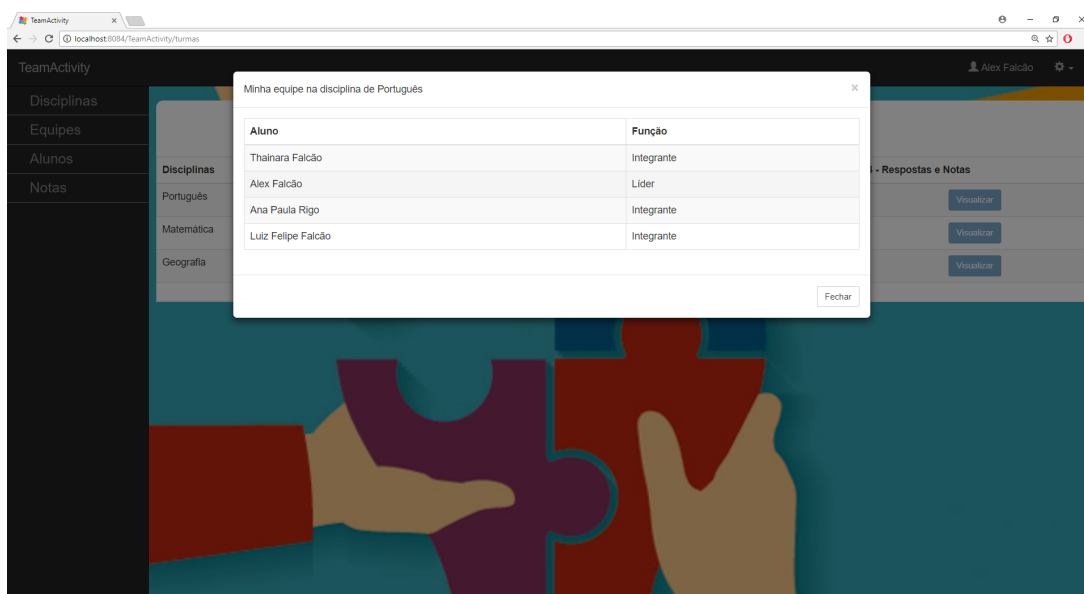 TeamActivity
localhost:8084/TeamActivity/turmas
TeamActivity
Alex Falcão
Disciplinas
Equipes
Alunos
Notas
Minha equipe na disciplina de Português
×
Aluno Função
Thainara Falcão Integrante
Alex Falcão Líder
Ana Paula Rigo Integrante
Luiz Felipe Falcão Integrante
Fechar
Disciplinas - Respostas e Notas
Português Visualizar
Matemática Visualizar
Geografia Visualizar